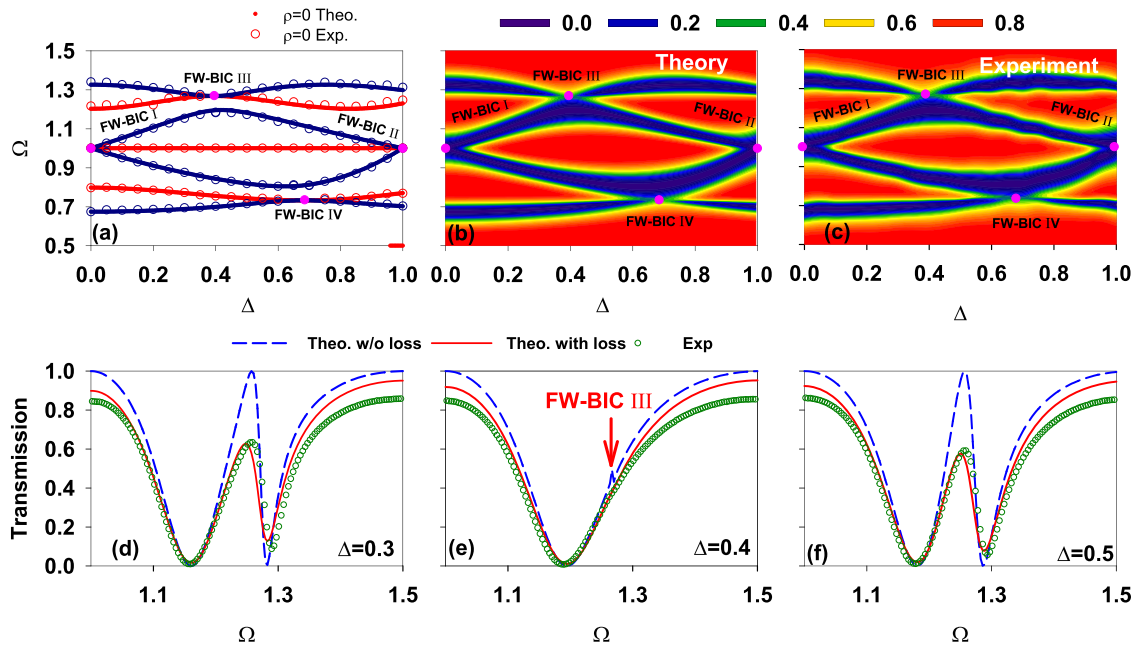 ρ=0 Theo.
ρ=0 Exp.
0.0 0.2 0.4 0.6 0.8
1.5
1.3
1.1
0.9
0.7
0.5
Ω
FW-BIC III
FW-BIC I
FW-BIC II
FW-BIC IV
(a)
0.0 0.2 0.4 0.6 0.8 1.0
Δ
Theory
FW-BIC III
FW-BIC I
FW-BIC II
FW-BIC IV
(b)
0.0 0.2 0.4 0.6 0.8 1.0
Δ
Experiment
FW-BIC III
FW-BIC I
FW-BIC II
FW-BIC IV
(c)
0.0 0.2 0.4 0.6 0.8 1.0
Δ
Theo. w/o loss Theo. with loss Exp
Transmission
1.0
0.8
0.6
0.4
0.2
0.0
(d)
Δ=0.3
1.1 1.3 1.5
Ω
FW-BIC III
(e)
Δ=0.4
1.1 1.3 1.5
Ω
(f)
Δ=0.5
1.1 1.3 1.5
Ω